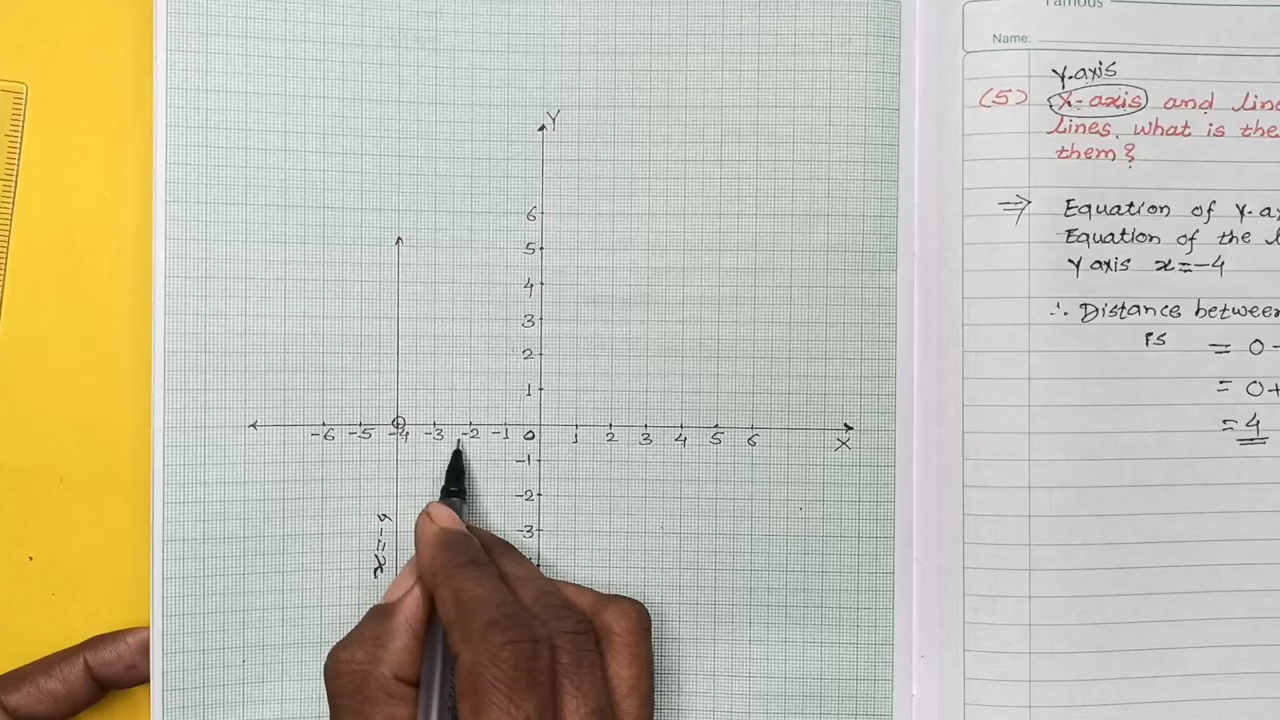 Y
6
5
4
3
2
1
-6 -5 -4 -3 -2 -1 0 1 2 3 4 5 6 X
-1
-2
-3
x=-4
Famous
Name:
Y-axis
(5) X-axis and line
lines. what is the
them?
⇒ Equation of Y-a
Equation of the l
Y axis x=-4
∴ Distance between
= 0-
= 0+
= 4